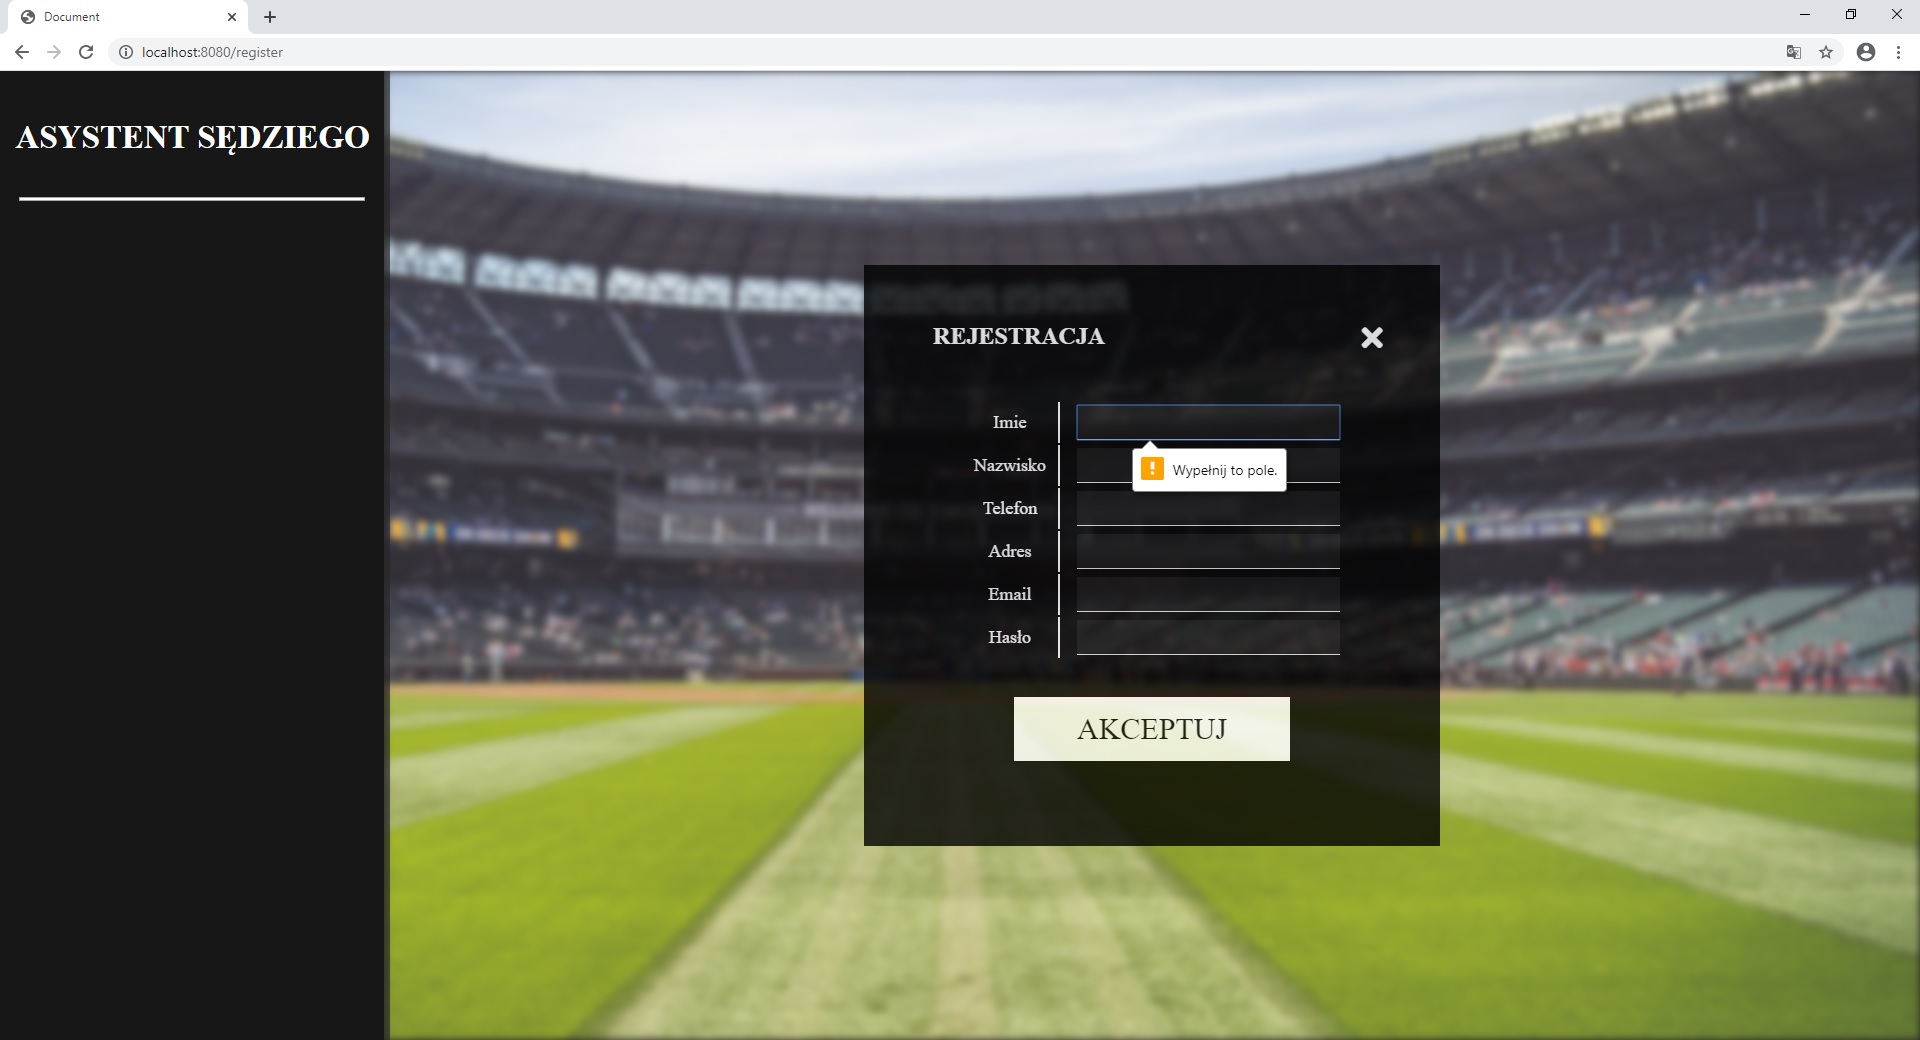 Document
localhost:8080/register
ASYSTENT SĘDZIEGO
REJESTRACJA
Imie
Nazwisko
Wypełnij to pole.
Telefon
Adres
Email
Hasło
AKCEPTUJ